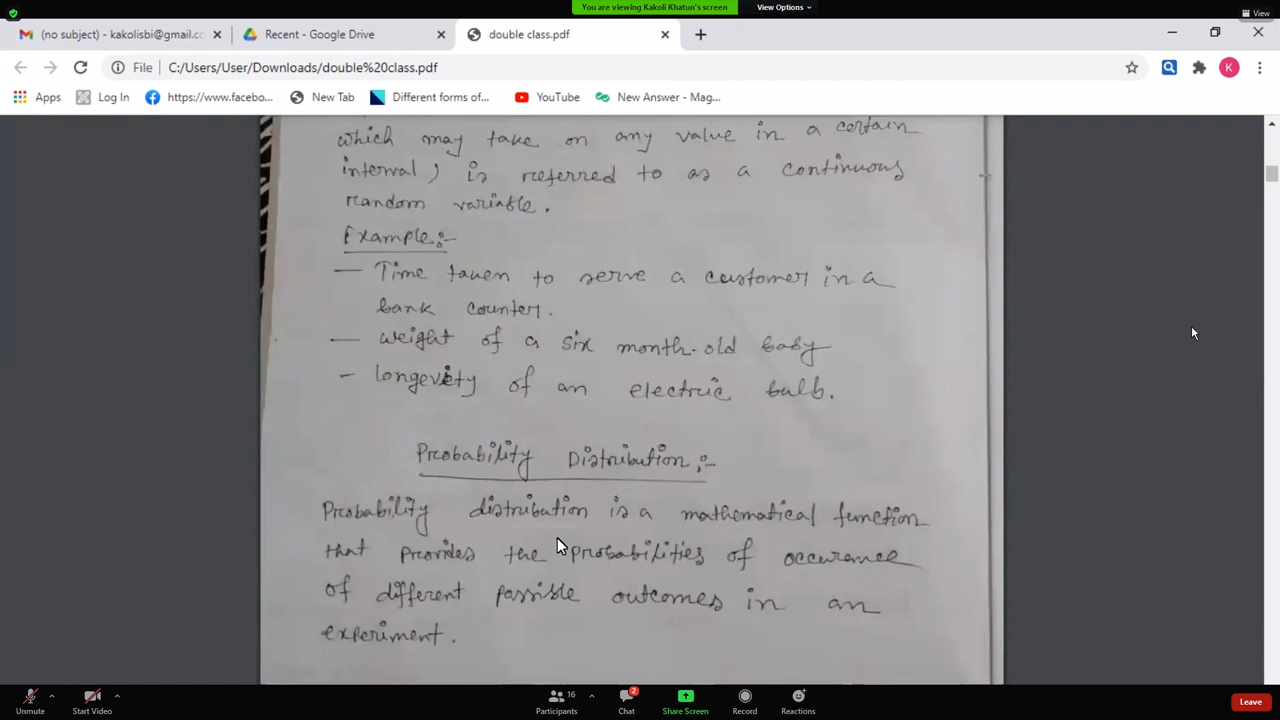 You are viewing Kakoli Khatun's screen
View Options
View
(no subject) - kakolisbi@gmail.co
Recent - Google Drive
double class.pdf
File
C:/Users/User/Downloads/double%20class.pdf
K
Apps
Log In
https://www.facebo...
New Tab
Different forms of...
YouTube
New Answer - Mag...
which may take on any value in a certain
interval) is referred to as a continuous
random variable.
Example:-
— Time taken to serve a customer in a
bank counter.
— weight of a six month-old baby
- longevity of an electric bulb.
Probability Distribution:-
Probability distribution is a mathematical function
that provides the probabilities of occurence
of different possible outcomes in an
experiment.
Unmute
Start Video
16
Participants
2
Chat
Share Screen
Record
Reactions
Leave